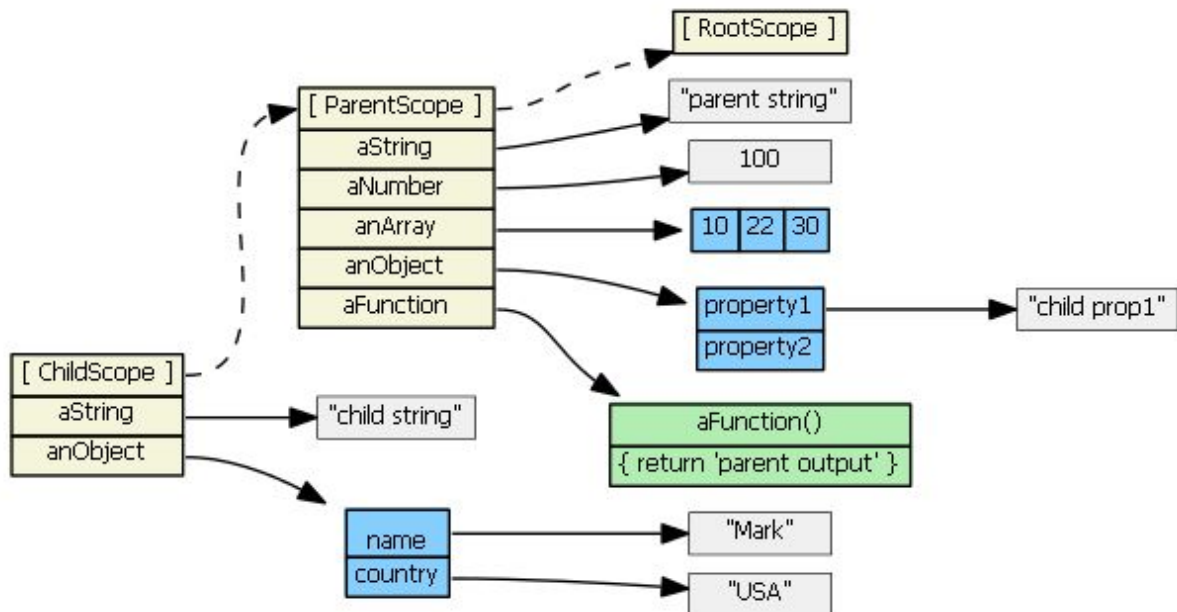 [ RootScope ]
[ ParentScope ]
"parent string"
aString
100
aNumber
anArray
10 22 30
anObject
property1
"child prop1"
aFunction
property2
[ ChildScope ]
aString
"child string"
aFunction()
anObject
{ return 'parent output' }
name
"Mark"
country
"USA"